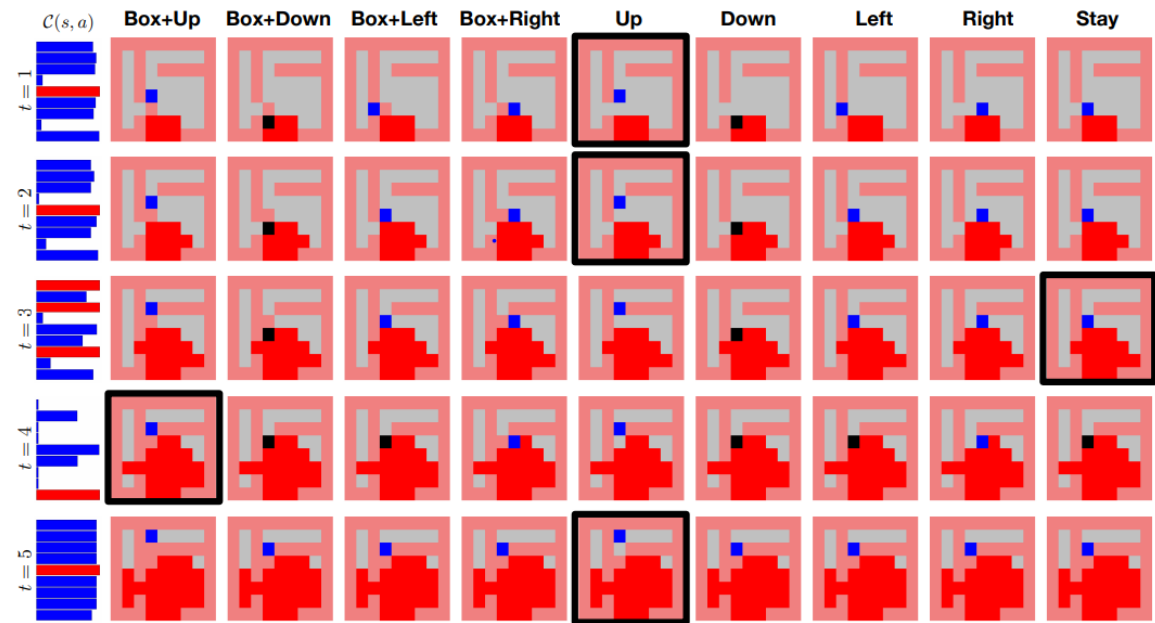 C(s, a) Box+Up Box+Down Box+Left Box+Right Up Down Left Right Stay
t = 1
t = 2
t = 3
t = 4
t = 5